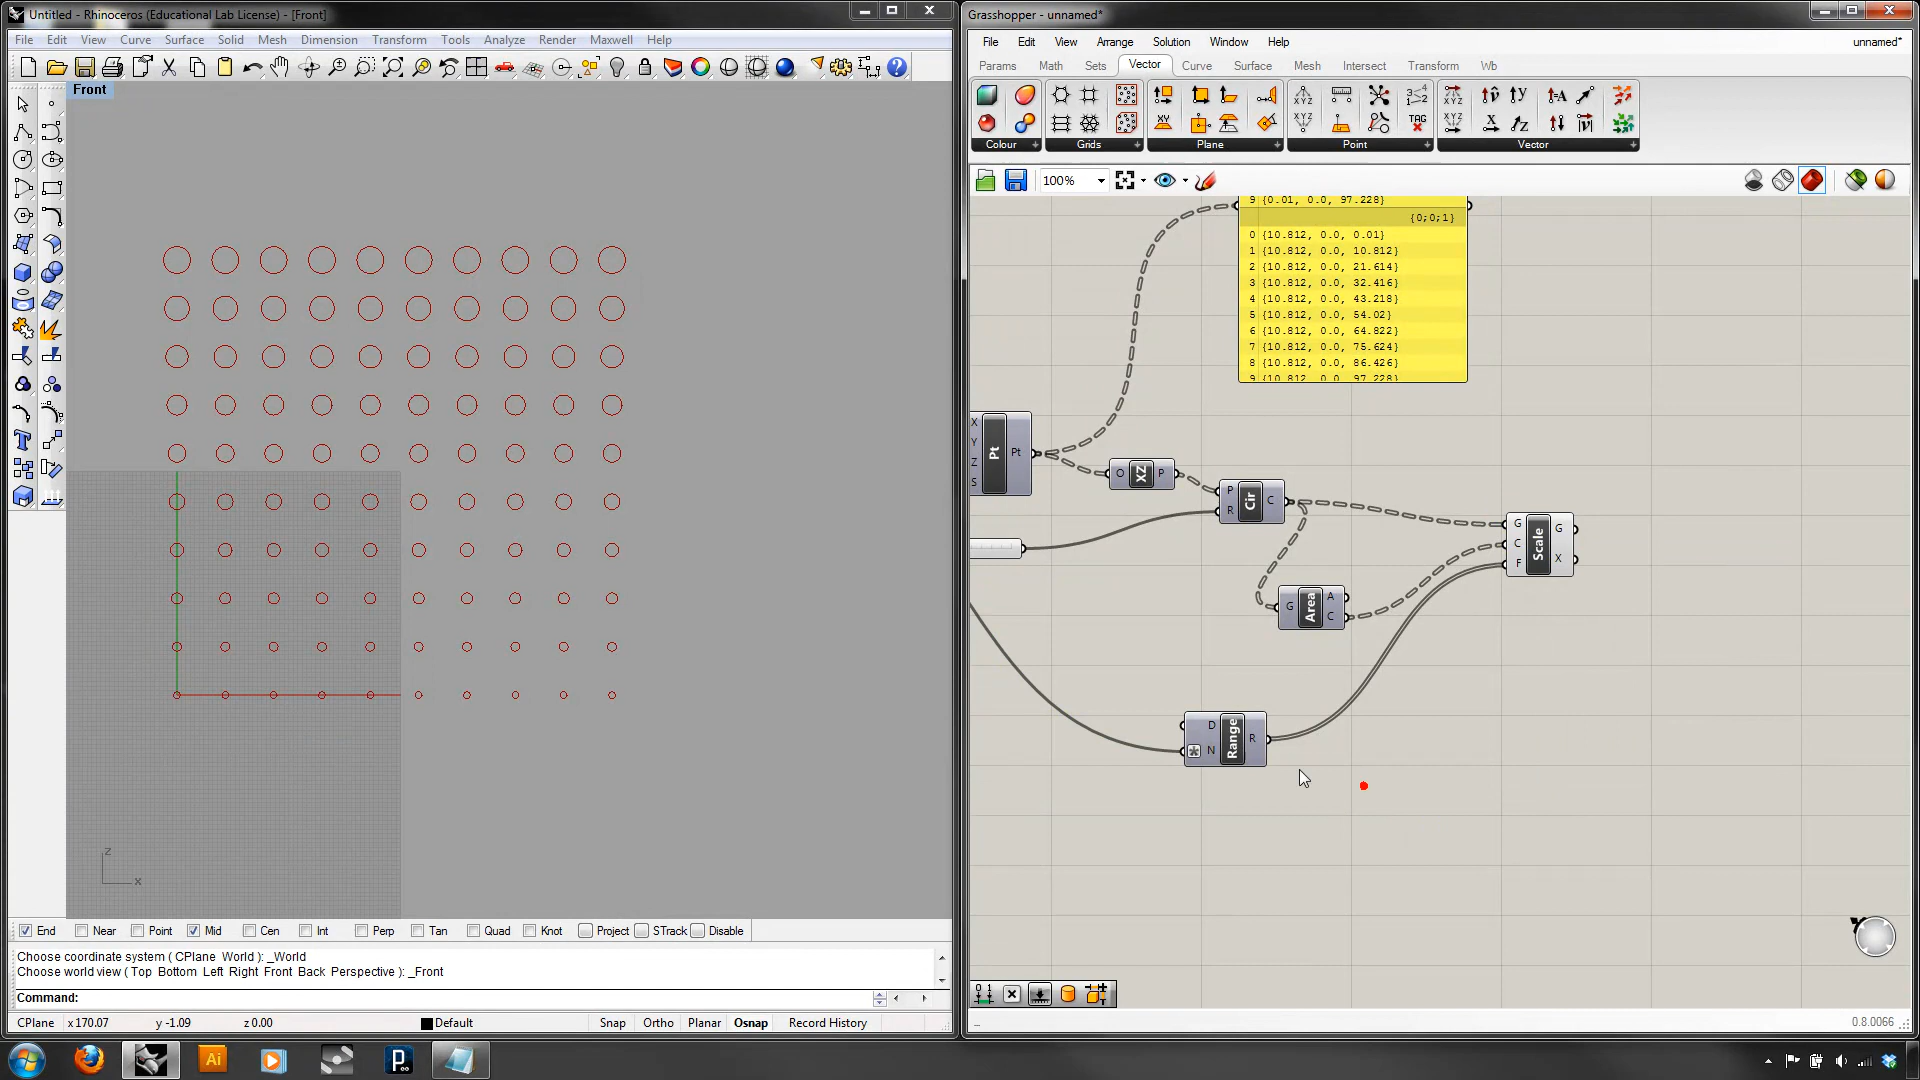 Untitled - Rhinoceros (Educational Lab License) - [Front]
File Edit View Curve Surface Solid Mesh Dimension Transform Tools Analyze Render Maxwell Help
Front
z
x
End Near Point Mid Cen Int Perp Tan Quad Knot Project STrack Disable
Choose coordinate system ( CPlane World ): _World
Choose world view ( Top Bottom Left Right Front Back Perspective ): _Front
Command:
CPlane x 170.07 y -1.09 z 0.00 Default Snap Ortho Planar Osnap Record History
Grasshopper - unnamed*
File Edit View Arrange Solution Window Help unnamed*
Params Math Sets Vector Curve Surface Mesh Intersect Transform Wb
Colour Grids Plane Point Vector
100%
9 {0.01, 0.0, 97.228}
{0;0;1}
0 {10.812, 0.0, 0.01}
1 {10.812, 0.0, 10.812}
2 {10.812, 0.0, 21.614}
3 {10.812, 0.0, 32.416}
4 {10.812, 0.0, 43.218}
5 {10.812, 0.0, 54.02}
6 {10.812, 0.0, 64.822}
7 {10.812, 0.0, 75.624}
8 {10.812, 0.0, 86.426}
9 {10.812, 0.0, 97.228}
X Y Z S Pt Pt
O XZ P
P R Cir C
G C F Scale G X
G Area A C
D N Range R
0.8.0066
Ai
P